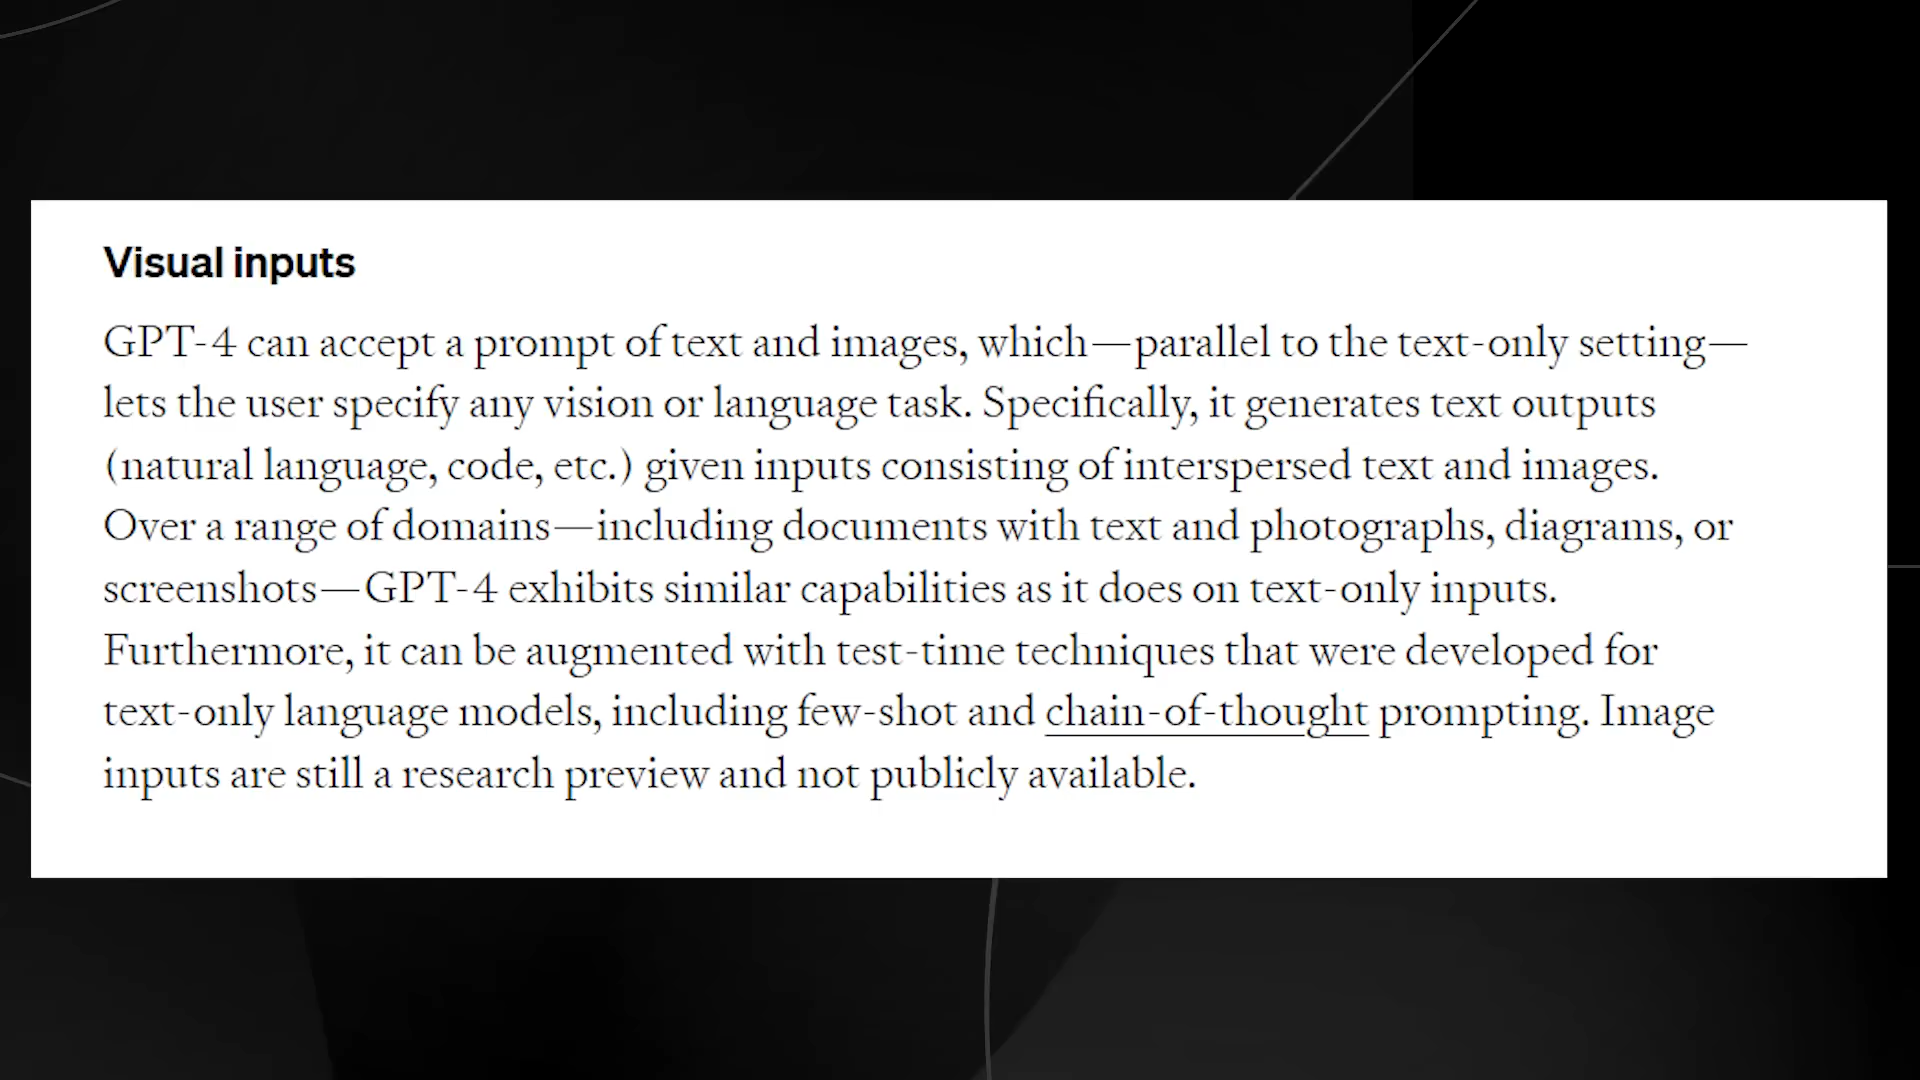 Visual inputs
GPT-4 can accept a prompt of text and images, which—parallel to the text-only setting—
lets the user specify any vision or language task. Specifically, it generates text outputs
(natural language, code, etc.) given inputs consisting of interspersed text and images.
Over a range of domains—including documents with text and photographs, diagrams, or
screenshots—GPT-4 exhibits similar capabilities as it does on text-only inputs.
Furthermore, it can be augmented with test-time techniques that were developed for
text-only language models, including few-shot and chain-of-thought prompting. Image
inputs are still a research preview and not publicly available.